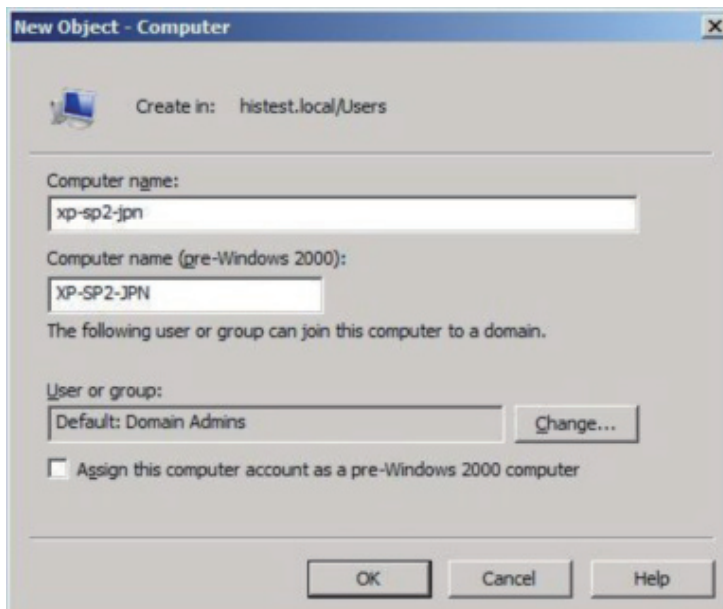 New Object - Computer
Create in: histest.local/Users
Computer name:
xp-sp2-jpn
Computer name (pre-Windows 2000):
XP-SP2-JPN
The following user or group can join this computer to a domain.
User or group:
Default: Domain Admins
Change...
Assign this computer account as a pre-Windows 2000 computer
OK Cancel Help